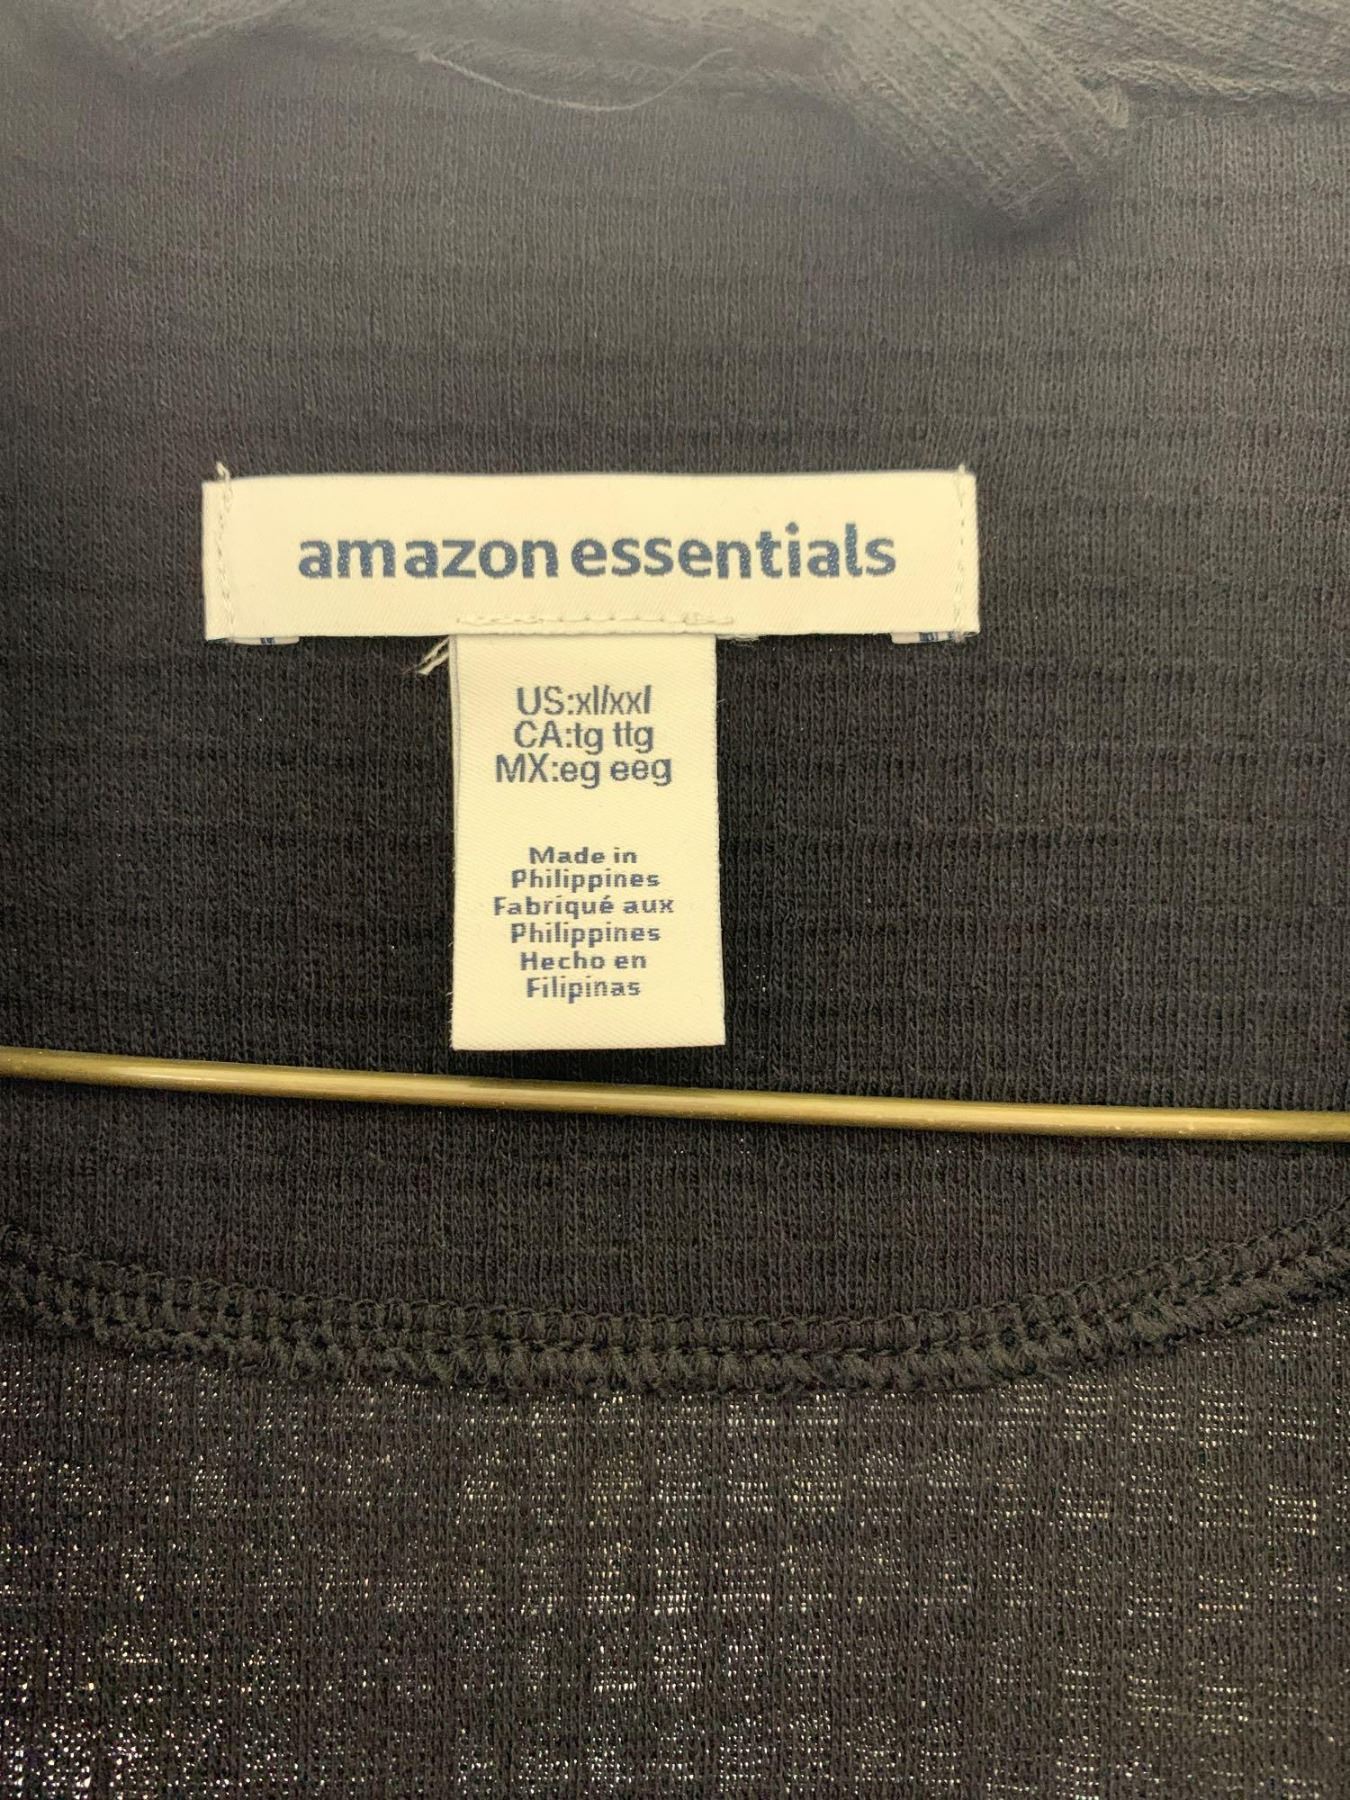 amazon essentials
US:xl/xxl
CA:tg ttg
MX:eg eeg
Made in
Philippines
Fabriqué aux
Philippines
Hecho en
Filipinas